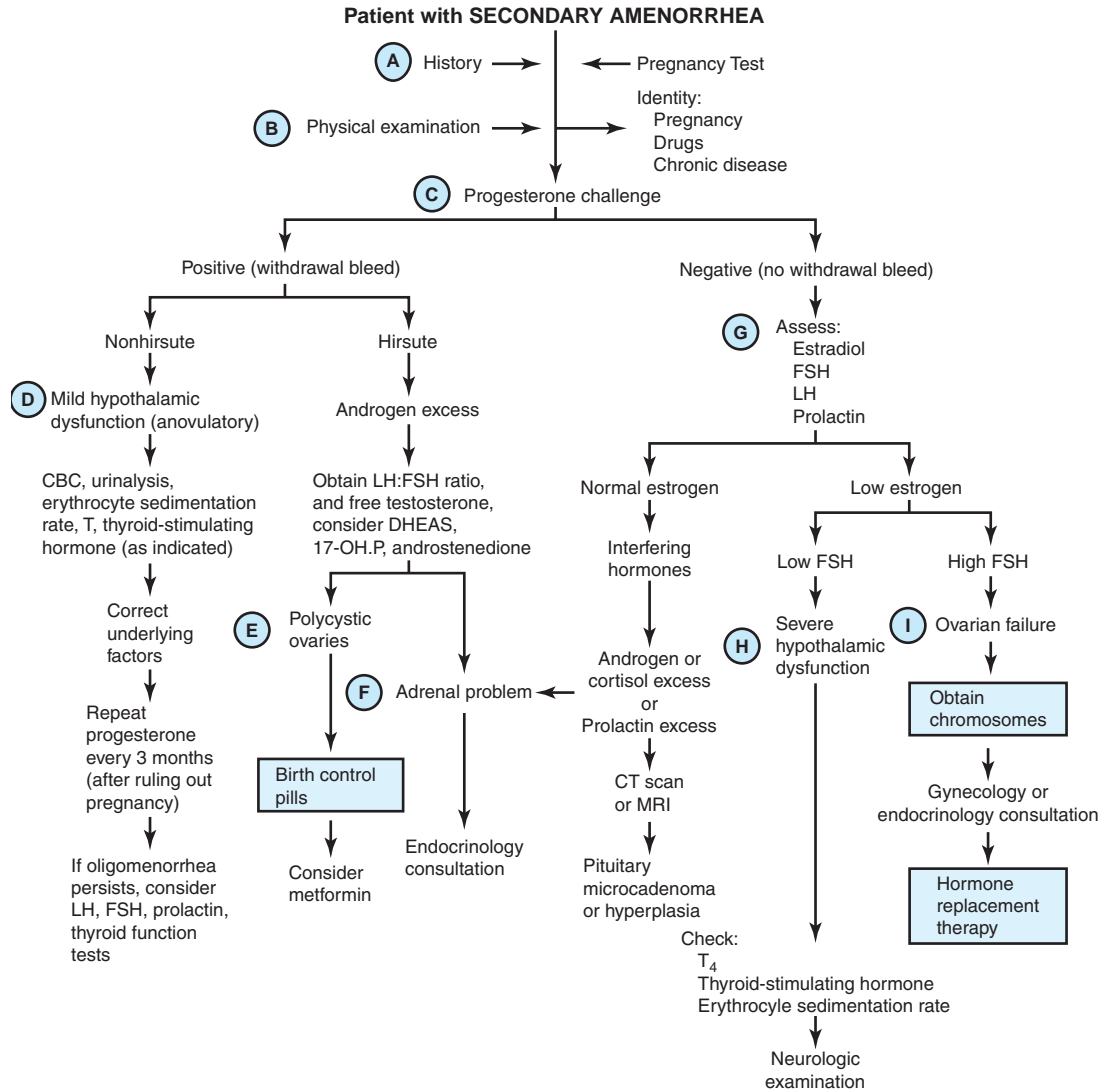 Patient with SECONDARY AMENORRHEA
A
History
Pregnancy Test
B
Physical examination
Identity:
Pregnancy
Drugs
Chronic disease
C
Progesterone challenge
Positive (withdrawal bleed)
Negative (no withdrawal bleed)
Nonhirsute
Hirsute
D
Mild hypothalamic
dysfunction (anovulatory)
CBC, urinalysis,
erythrocyte sedimentation
rate, T, thyroid-stimulating
hormone (as indicated)
Correct
underlying
factors
Repeat
progesterone
every 3 months
(after ruling out
pregnancy)
If oligomenorrhea
persists, consider
LH, FSH, prolactin,
thyroid function
tests
Androgen excess
Obtain LH:FSH ratio,
and free testosterone,
consider DHEAS,
17-OH.P, androstenedione
E
Polycystic
ovaries
Birth control
pills
Consider
metformin
F
Adrenal problem
Endocrinology
consultation
G
Assess:
Estradiol
FSH
LH
Prolactin
Normal estrogen
Low estrogen
Interfering
hormones
Androgen or
cortisol excess
or
Prolactin excess
CT scan
or MRI
Pituitary
microcadenoma
or hyperplasia
Low FSH
High FSH
H
Severe
hypothalamic
dysfunction
Check:
T4
Thyroid-stimulating hormone
Erythrocyle sedimentation rate
Neurologic
examination
I
Ovarian failure
Obtain
chromosomes
Gynecology or
endocrinology consultation
Hormone
replacement
therapy